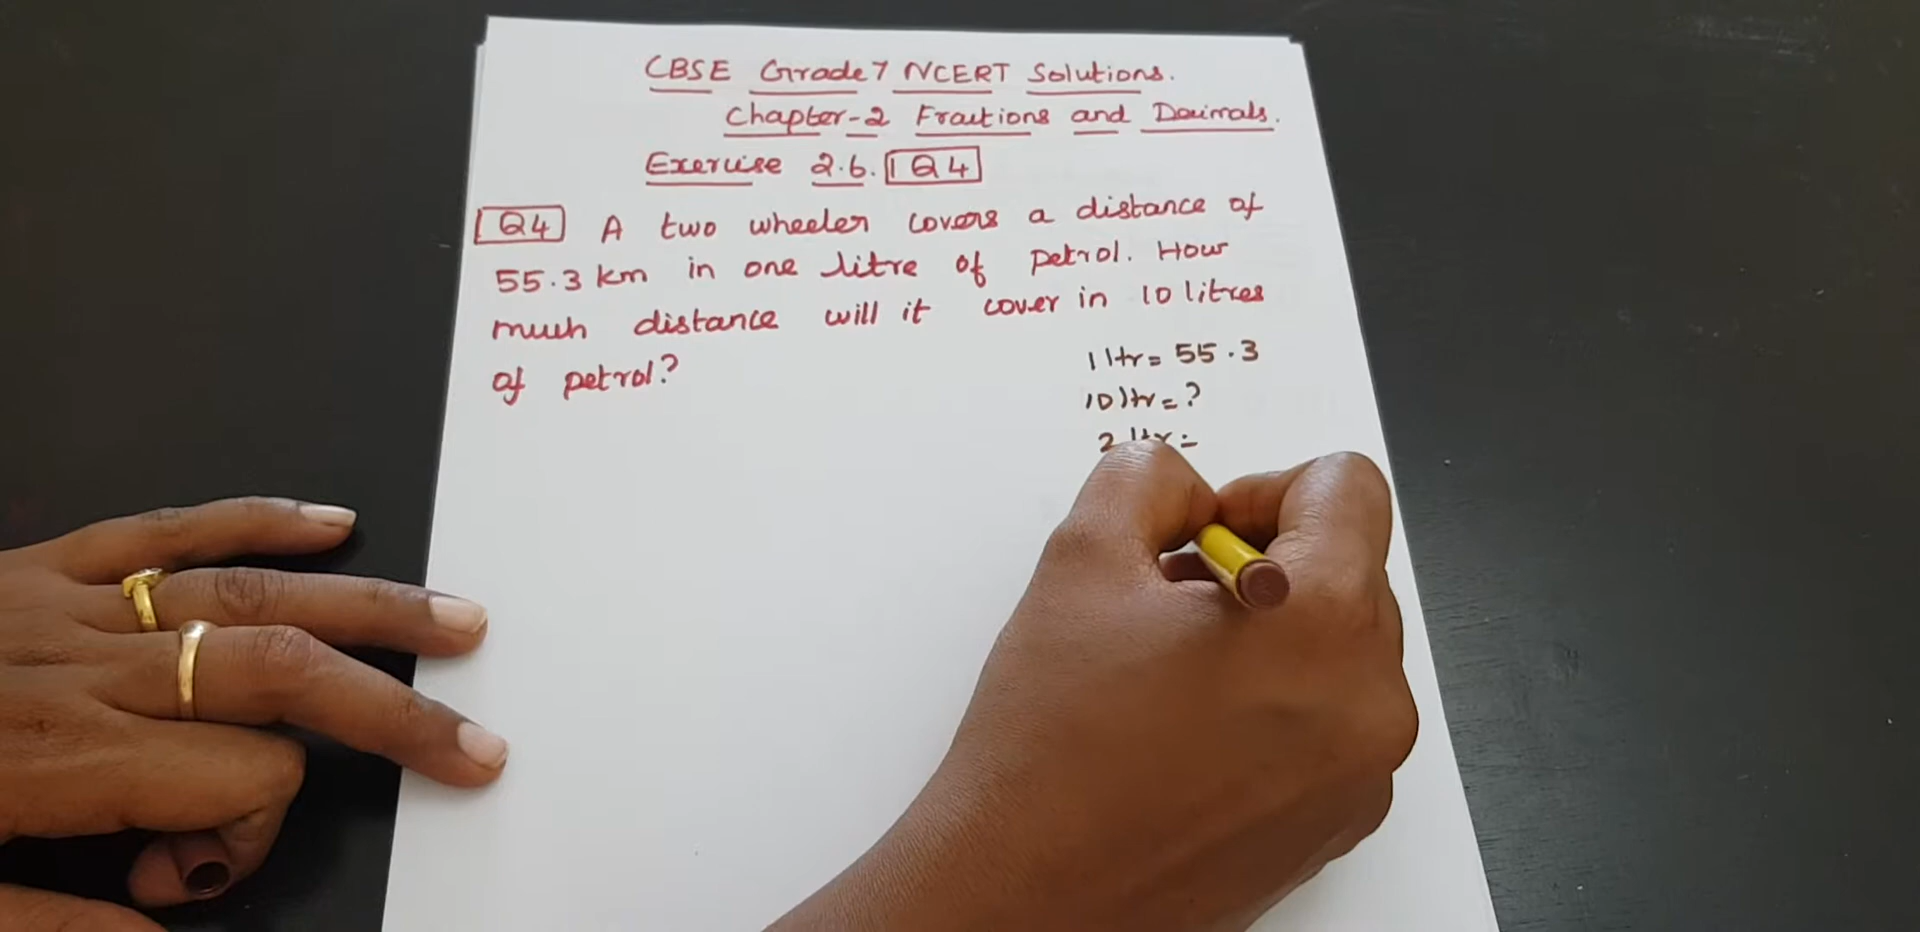 CBSE Grade 7 NCERT Solutions.
Chapter-2 Fractions and Decimals.
Exercise 2.6. Q4
Q4 A two wheeler covers a distance of
55.3 km in one litre of petrol. How
much distance will it cover in 10 litres
of petrol?
1 ltr = 55.3
10 ltr = ?
2 ltr =